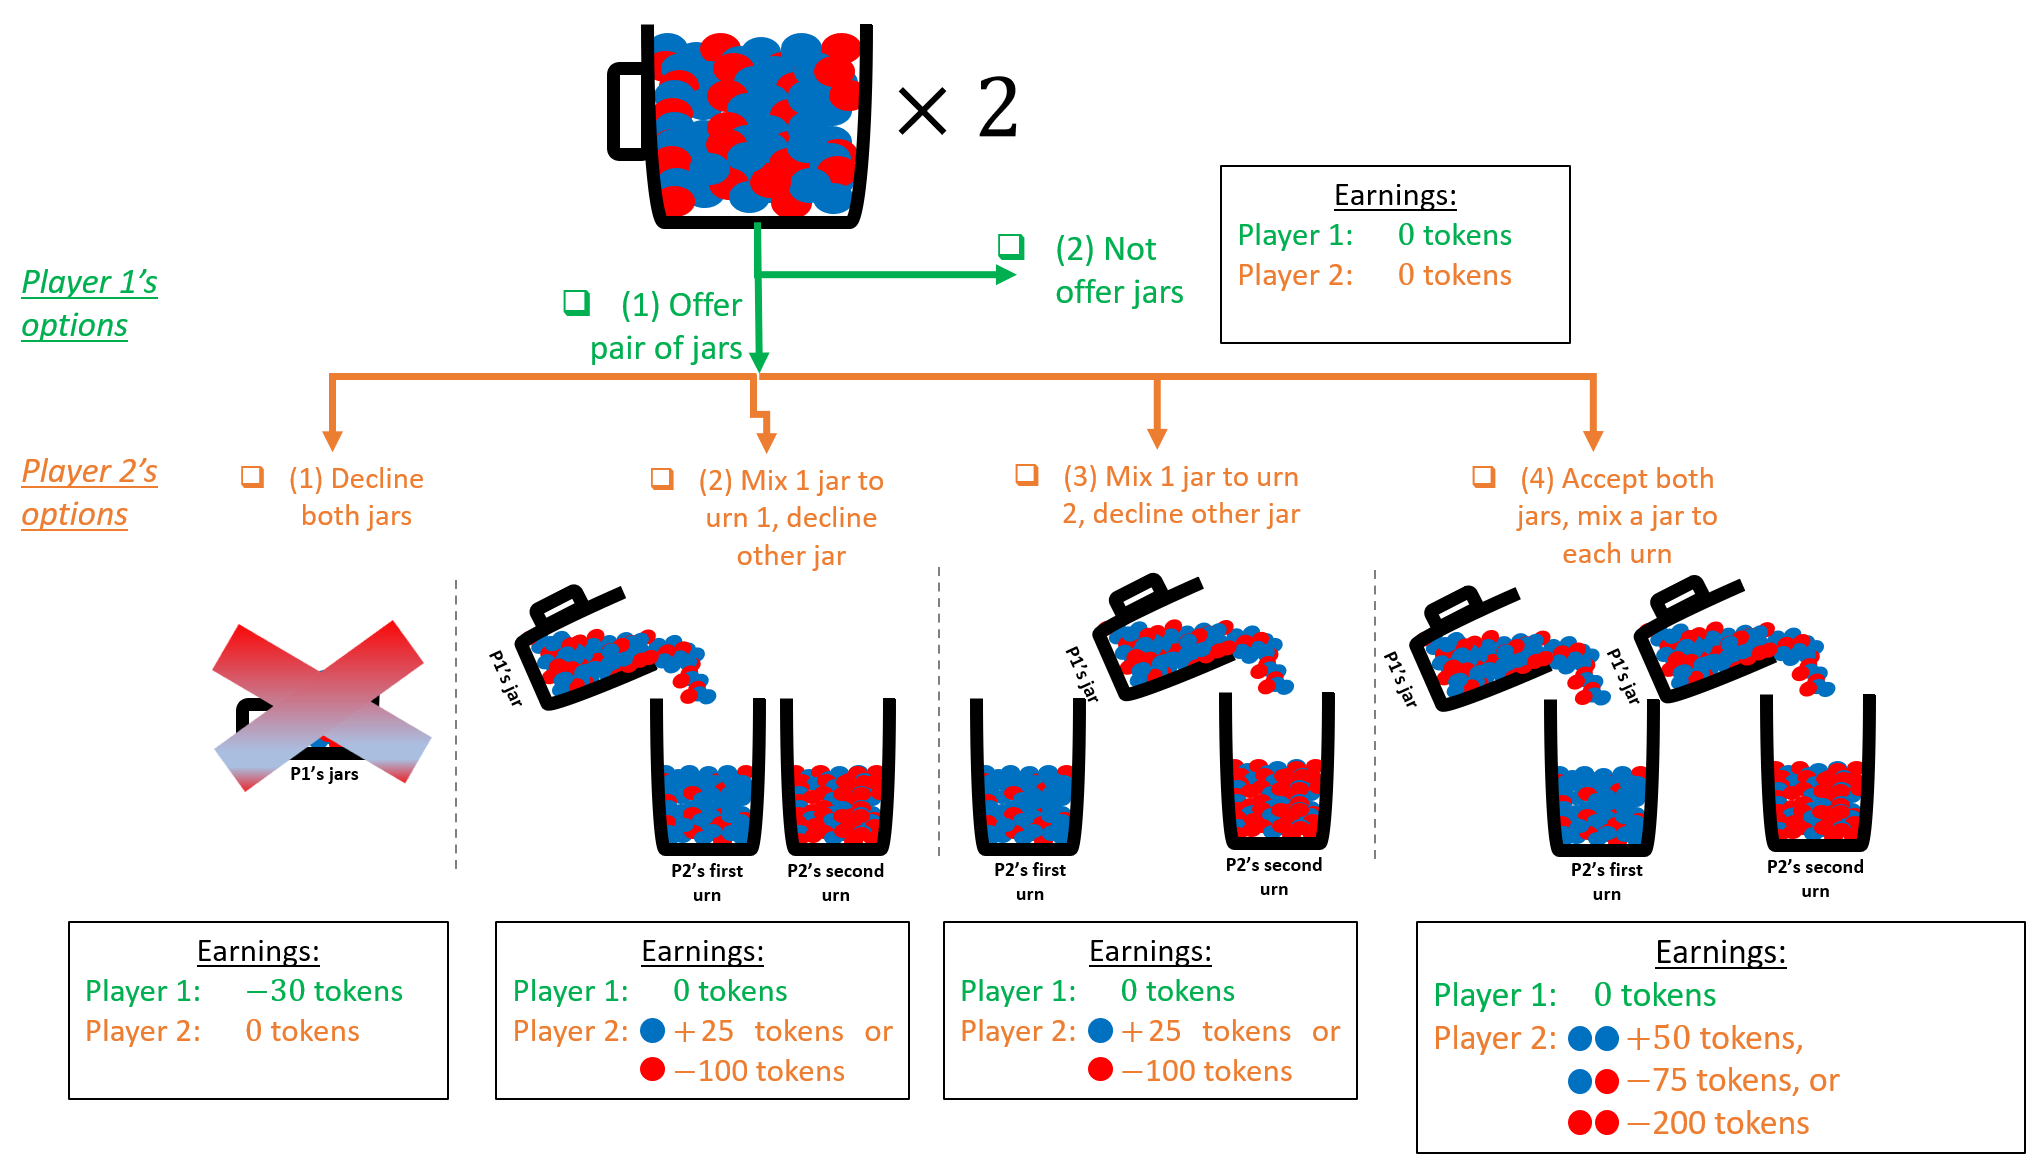 × 2
Earnings:
Player 1: 0 tokens
Player 2: 0 tokens
Player 1's
options
(2) Not
offer jars
(1) Offer
pair of jars
Player 2's
options
(1) Decline
both jars
(2) Mix 1 jar to
urn 1, decline
other jar
(3) Mix 1 jar to urn
2, decline other jar
(4) Accept both
jars, mix a jar to
each urn
P1's jars
P1's jar
P2's first
urn
P2's second
urn
P1's jar
P2's first
urn
P2's second
urn
P1's jar
P1's jar
P2's first
urn
P2's second
urn
Earnings:
Player 1: −30 tokens
Player 2: 0 tokens
Earnings:
Player 1: 0 tokens
Player 2: +25 tokens or
−100 tokens
Earnings:
Player 1: 0 tokens
Player 2: +25 tokens or
−100 tokens
Earnings:
Player 1: 0 tokens
Player 2: +50 tokens,
−75 tokens, or
−200 tokens